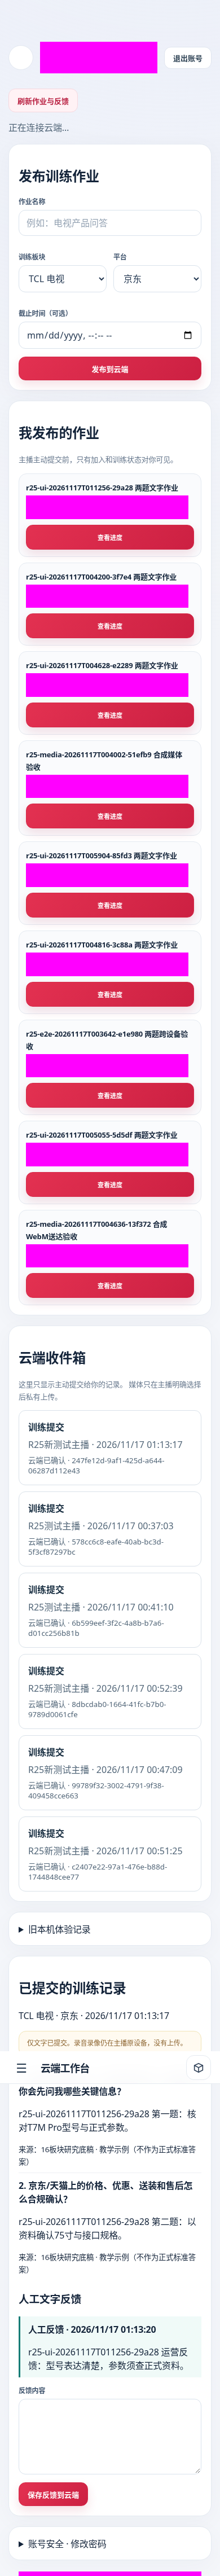 退出账号
刷新作业与反馈
正在连接云端…
发布训练作业
作业名称
例如：电视产品问答
训练板块
平台
TCL 电视
京东
截止时间（可选）
mm/dd/yyyy, --:-- --
发布到云端
我发布的作业
主播主动提交前，只有加入和训练状态对你可见。
r25-ui-20261117T011256-29a28 两题文字作业
查看进度
r25-ui-20261117T004200-3f7e4 两题文字作业
查看进度
r25-ui-20261117T004628-e2289 两题文字作业
查看进度
r25-media-20261117T004002-51efb9 合成媒体
验收
查看进度
r25-ui-20261117T005904-85fd3 两题文字作业
查看进度
r25-ui-20261117T004816-3c88a 两题文字作业
查看进度
r25-e2e-20261117T003642-e1e980 两题跨设备验
收
查看进度
r25-ui-20261117T005055-5d5df 两题文字作业
查看进度
r25-media-20261117T004636-13f372 合成
WebM送达验收
查看进度
云端收件箱
这里只显示主动提交给你的记录。 媒体只在主播明确选择
后私有上传。
训练提交
R25新测试主播 · 2026/11/17 01:13:17
云端已确认 · 247fe12d-9af1-425d-a644-
06287d112e43
训练提交
R25测试主播 · 2026/11/17 00:37:03
云端已确认 · 578cc6c8-eafe-40ab-bc3d-
5f3cf87297bc
训练提交
R25测试主播 · 2026/11/17 00:41:10
云端已确认 · 6b599eef-3f2c-4a8b-b7a6-
d01cc256b81b
训练提交
R25新测试主播 · 2026/11/17 00:52:39
云端已确认 · 8dbcdab0-1664-41fc-b7b0-
9789d0061cfe
训练提交
R25新测试主播 · 2026/11/17 00:47:09
云端已确认 · 99789f32-3002-4791-9f38-
409458cce663
训练提交
R25新测试主播 · 2026/11/17 00:51:25
云端已确认 · c2407e22-97a1-476e-b88d-
1744848cee77
旧本机体验记录
已提交的训练记录
TCL 电视 · 京东 · 2026/11/17 01:13:17
仅文字已提交。录音录像仍在主播原设备，没有上传。
云端工作台
你会先问我哪些关键信息？
r25-ui-20261117T011256-29a28 第一题：核
对T7M Pro型号与正式参数。
来源：16板块研究底稿 · 教学示例（不作为正式标准答
案）
2. 京东/天猫上的价格、优惠、送装和售后怎
么合规确认？
r25-ui-20261117T011256-29a28 第二题：以
资料确认75寸与接口规格。
来源：16板块研究底稿 · 教学示例（不作为正式标准答
案）
人工文字反馈
人工反馈 · 2026/11/17 01:13:20
r25-ui-20261117T011256-29a28 运营反
馈：型号表达清楚，参数须查正式资料。
反馈内容
保存反馈到云端
账号安全 · 修改密码